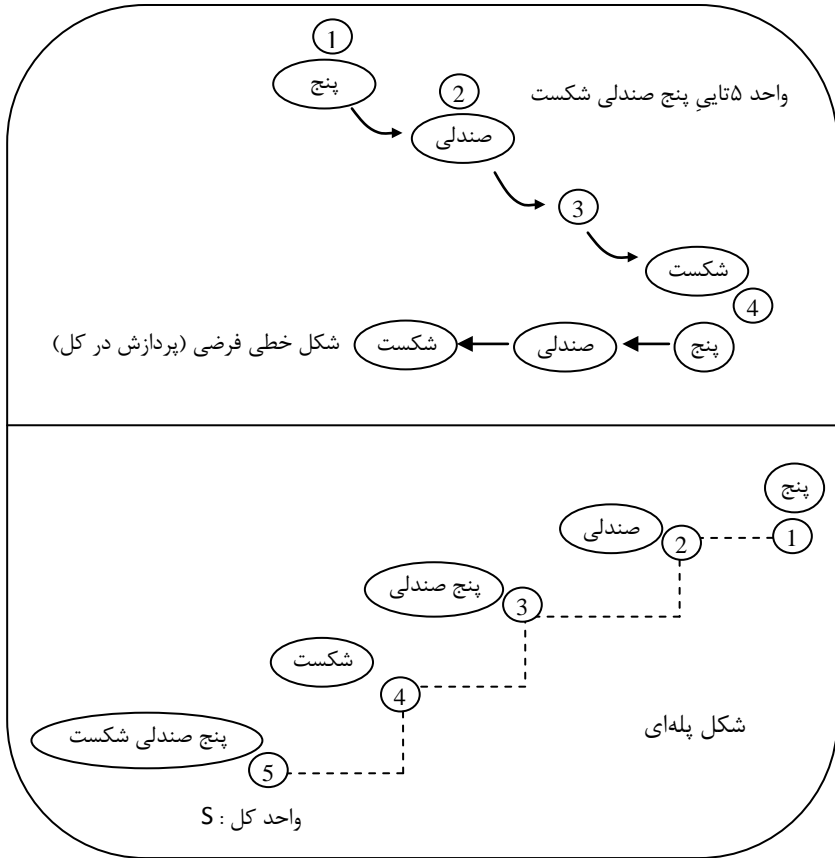 1
پنج
2
واحد ۵تاییِ پنج صندلی شکست
صندلی
3
شکست
4
پنج صندلی شکست شکل خطی فرضی (پردازش در کل)
پنج
1
صندلی 2
پنج صندلی 3
شکست
4
شکل پله‌ای
پنج صندلی شکست
5
واحد کل : S